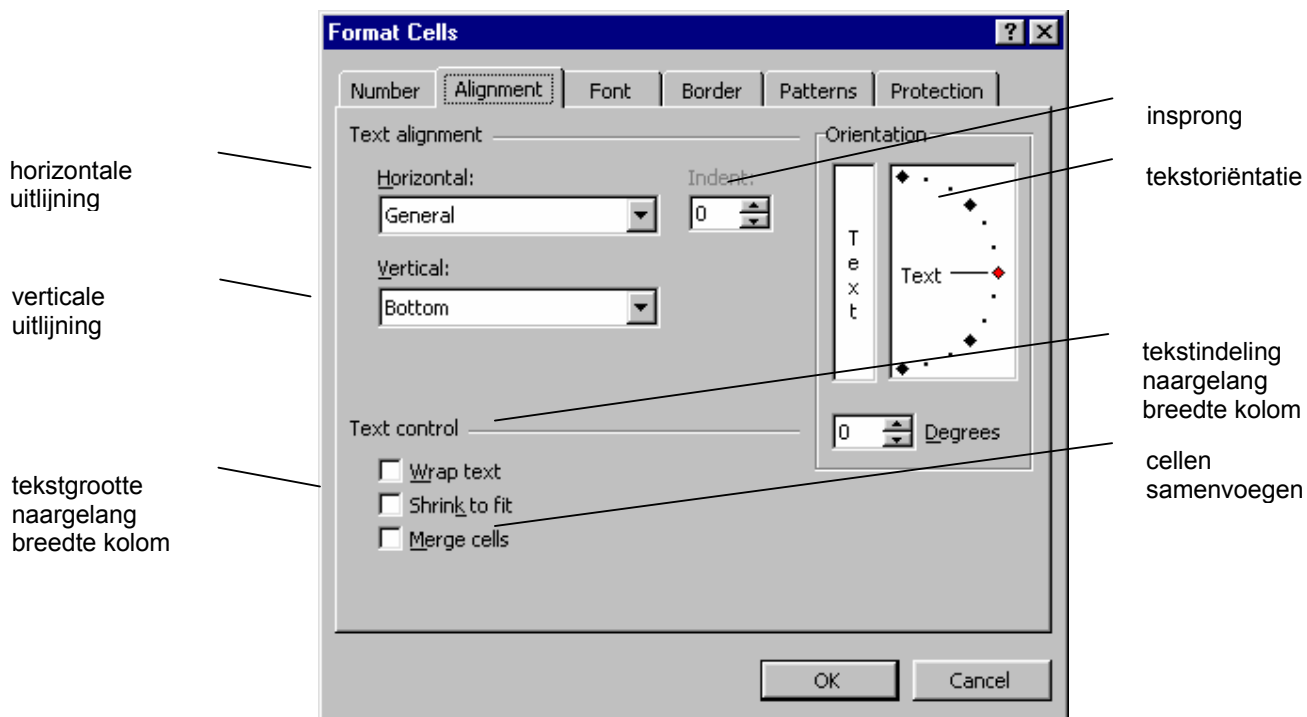 Format Cells
Number Alignment Font Border Patterns Protection
Text alignment
Horizontal:
General
Indent:
0
Vertical:
Bottom
Orientation
T
e
x
t
Text
0 Degrees
Text control
Wrap text
Shrink to fit
Merge cells
OK Cancel
horizontale
uitlijning
verticale
uitlijning
tekstgrootte
naargelang
breedte kolom
insprong
tekstoriëntatie
tekstindeling
naargelang
breedte kolom
cellen
samenvoegen